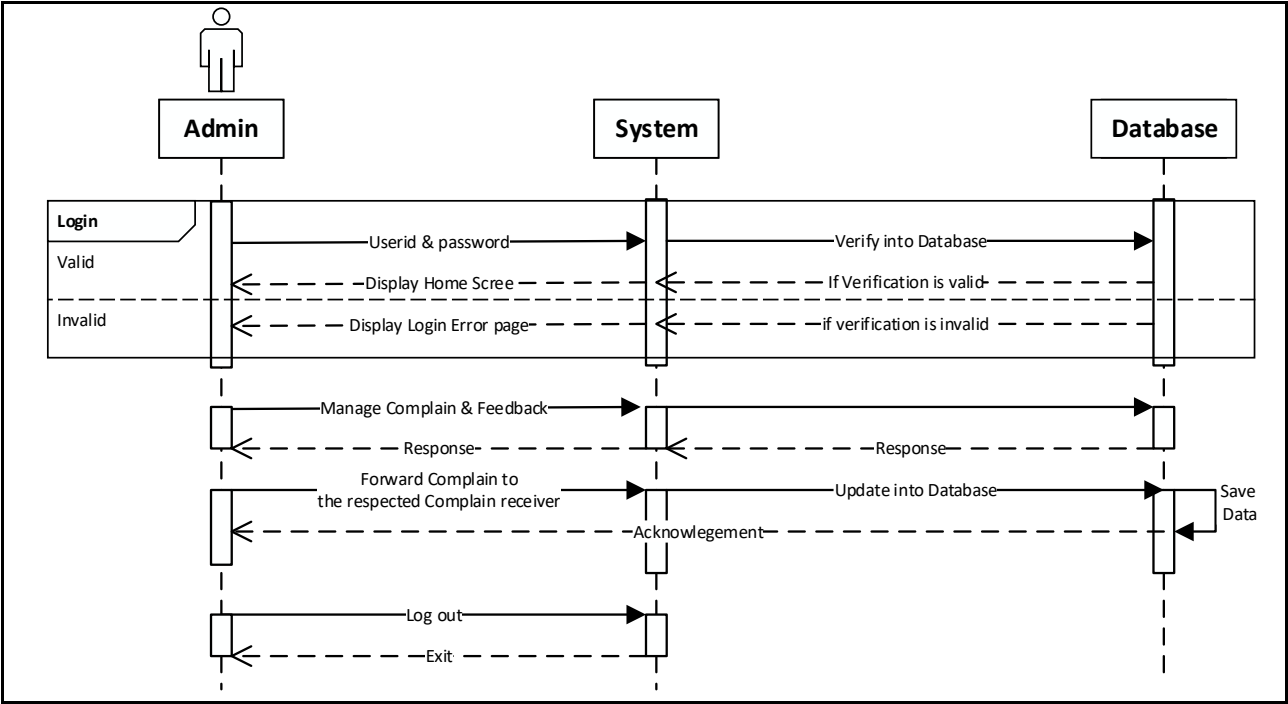 Admin
System
Database
Login
Userid & password
Verify into Database
Valid
Display Home Scree
If Verification is valid
Invalid
Display Login Error page
if verification is invalid
Manage Complain & Feedback
Response
Response
Forward Complain to
the respected Complain receiver
Update into Database
Save
Data
Acknowlegement
Log out
Exit